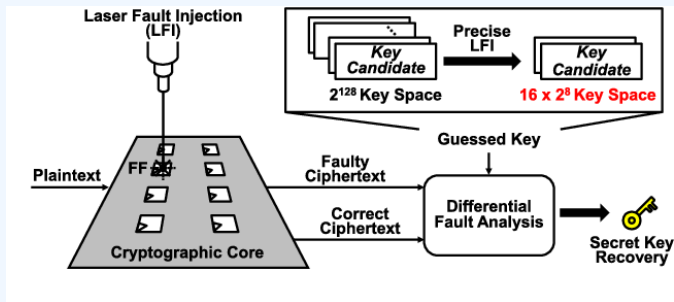 Laser Fault Injection
(LFI)
Key
Candidate
Precise
LFI
Key
Candidate
2¹²⁸ Key Space
16 x 2⁸ Key Space
Guessed Key
Plaintext
FF
Faulty
Ciphertext
Correct
Ciphertext
Differential
Fault Analysis
Secret Key
Recovery
Cryptographic Core